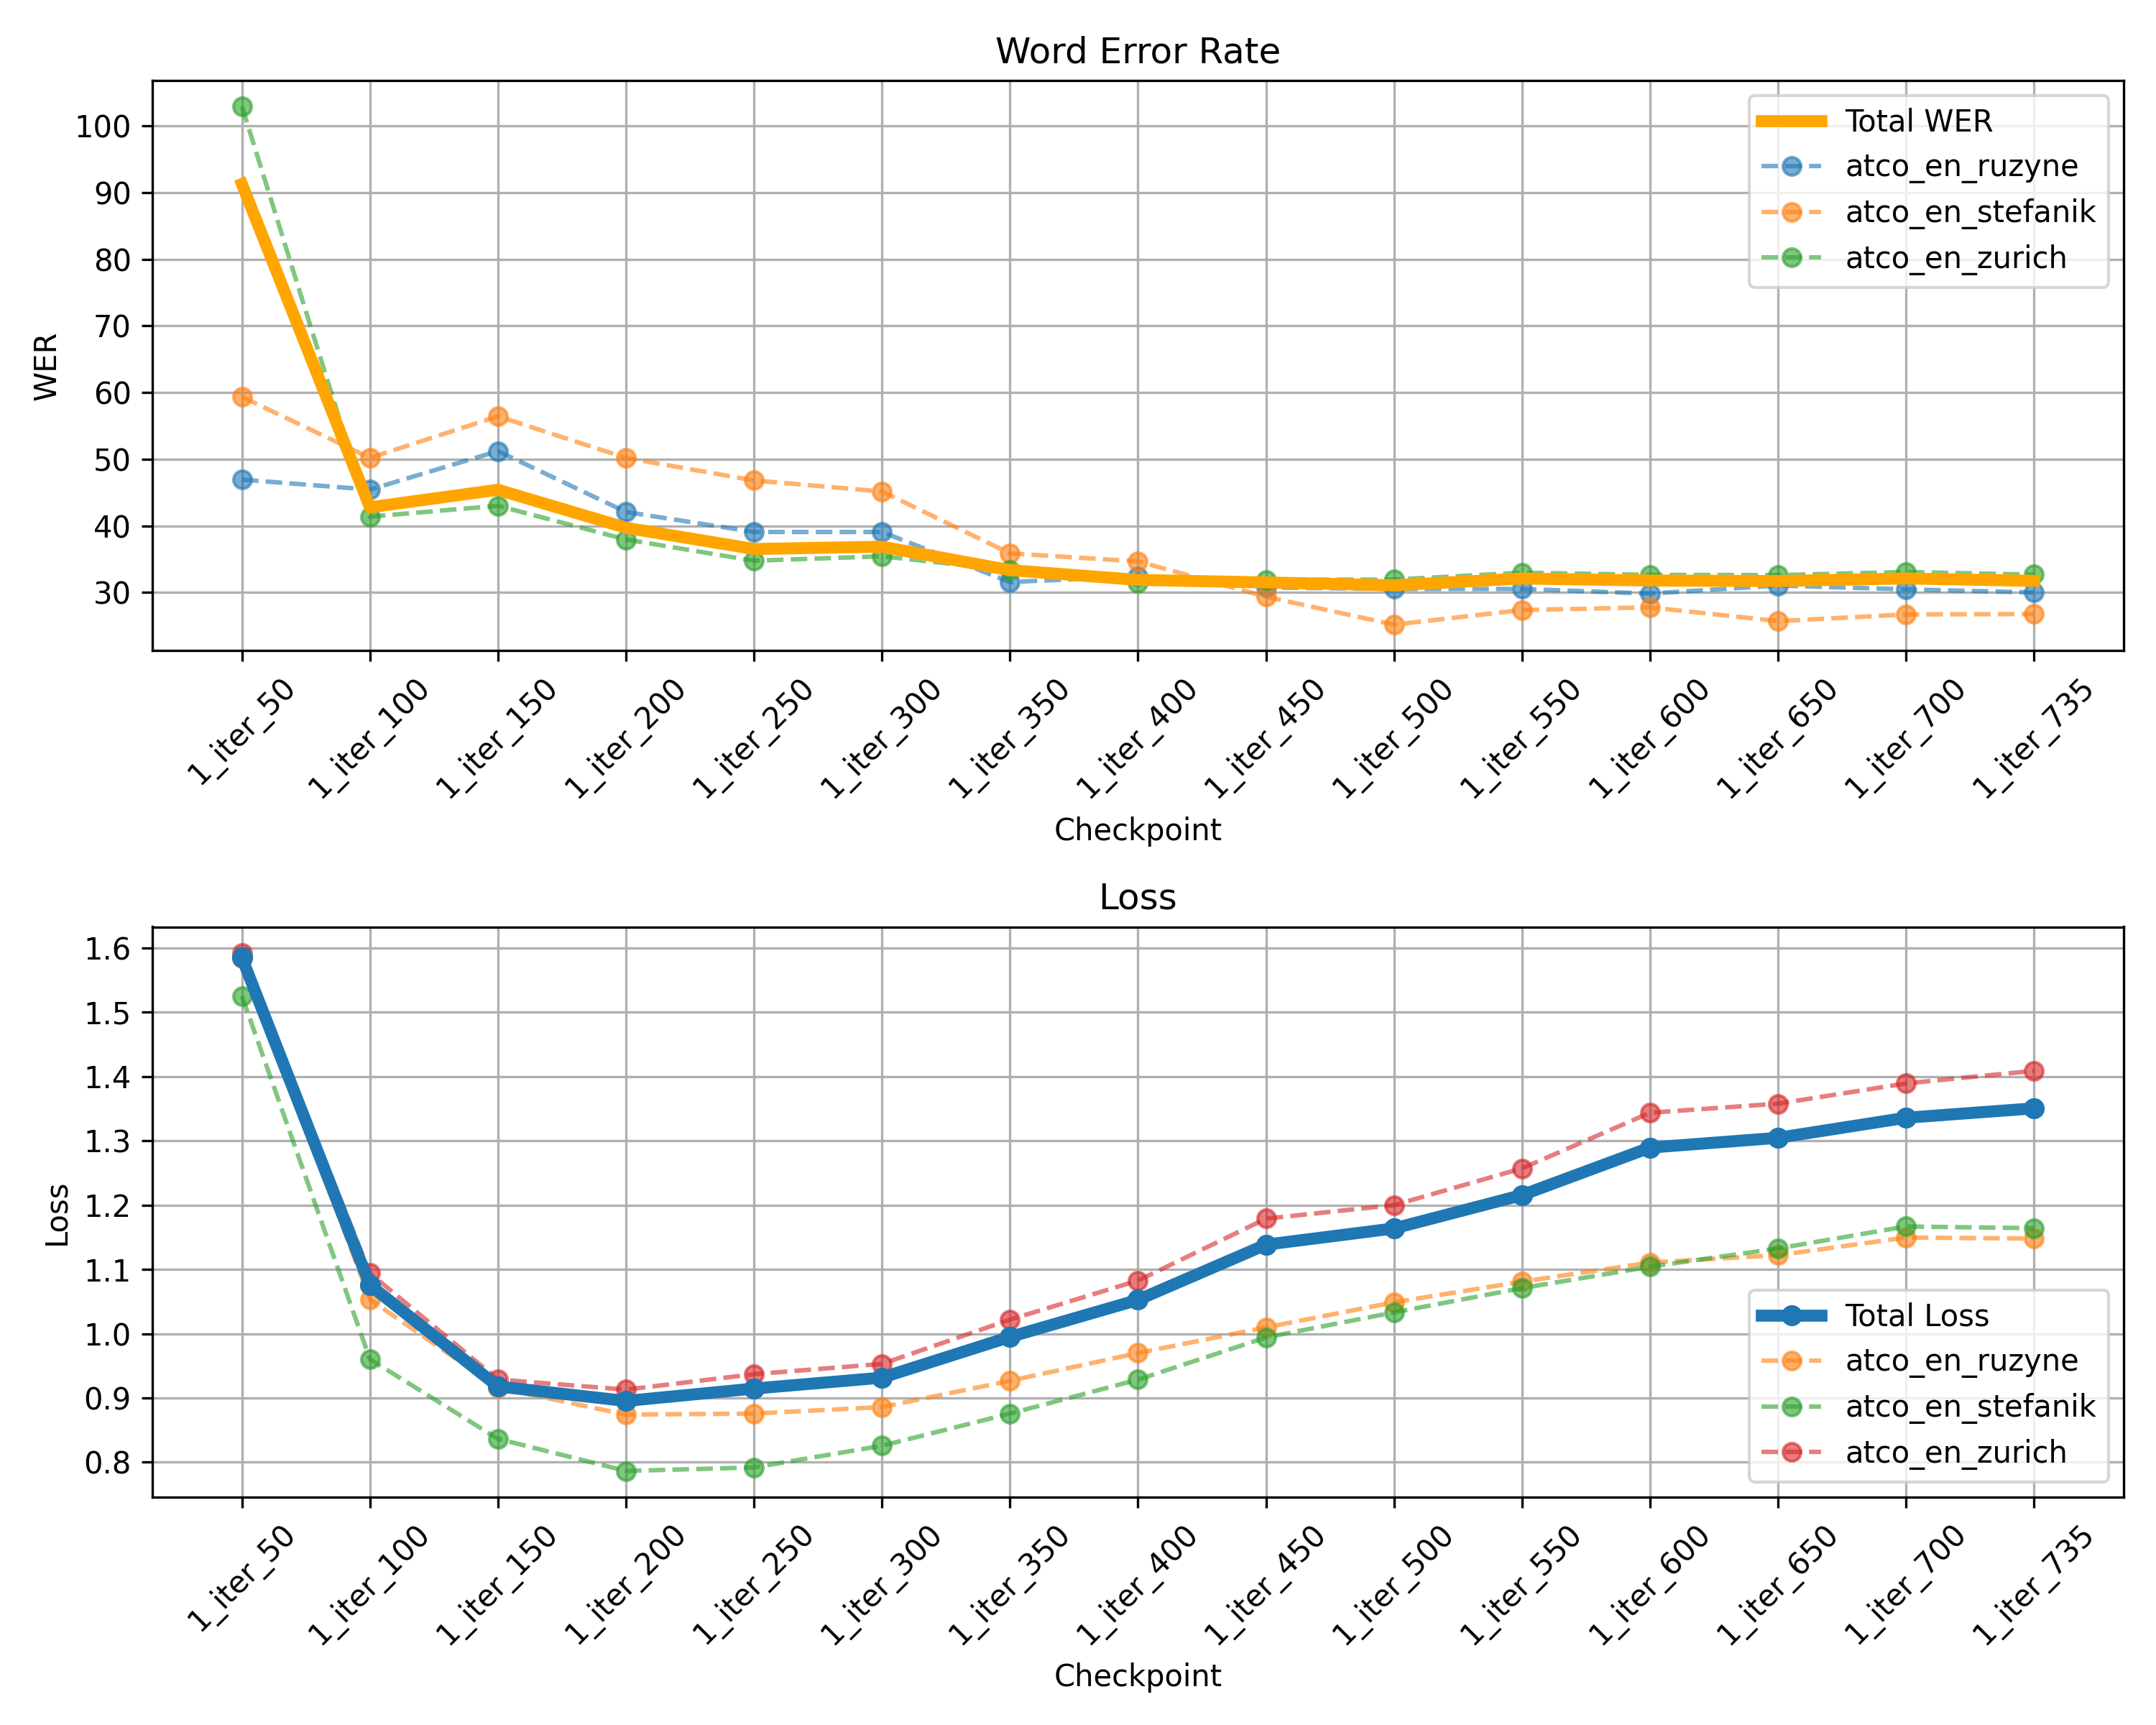 Word Error Rate
WER
100
90
80
70
60
50
40
30
Total WER
atco_en_ruzyne
atco_en_stefanik
atco_en_zurich
1_iter_50
1_iter_100
1_iter_150
1_iter_200
1_iter_250
1_iter_300
1_iter_350
1_iter_400
1_iter_450
1_iter_500
1_iter_550
1_iter_600
1_iter_650
1_iter_700
1_iter_735
Checkpoint
Loss
Loss
1.6
1.5
1.4
1.3
1.2
1.1
1.0
0.9
0.8
Total Loss
atco_en_ruzyne
atco_en_stefanik
atco_en_zurich
1_iter_50
1_iter_100
1_iter_150
1_iter_200
1_iter_250
1_iter_300
1_iter_350
1_iter_400
1_iter_450
1_iter_500
1_iter_550
1_iter_600
1_iter_650
1_iter_700
1_iter_735
Checkpoint